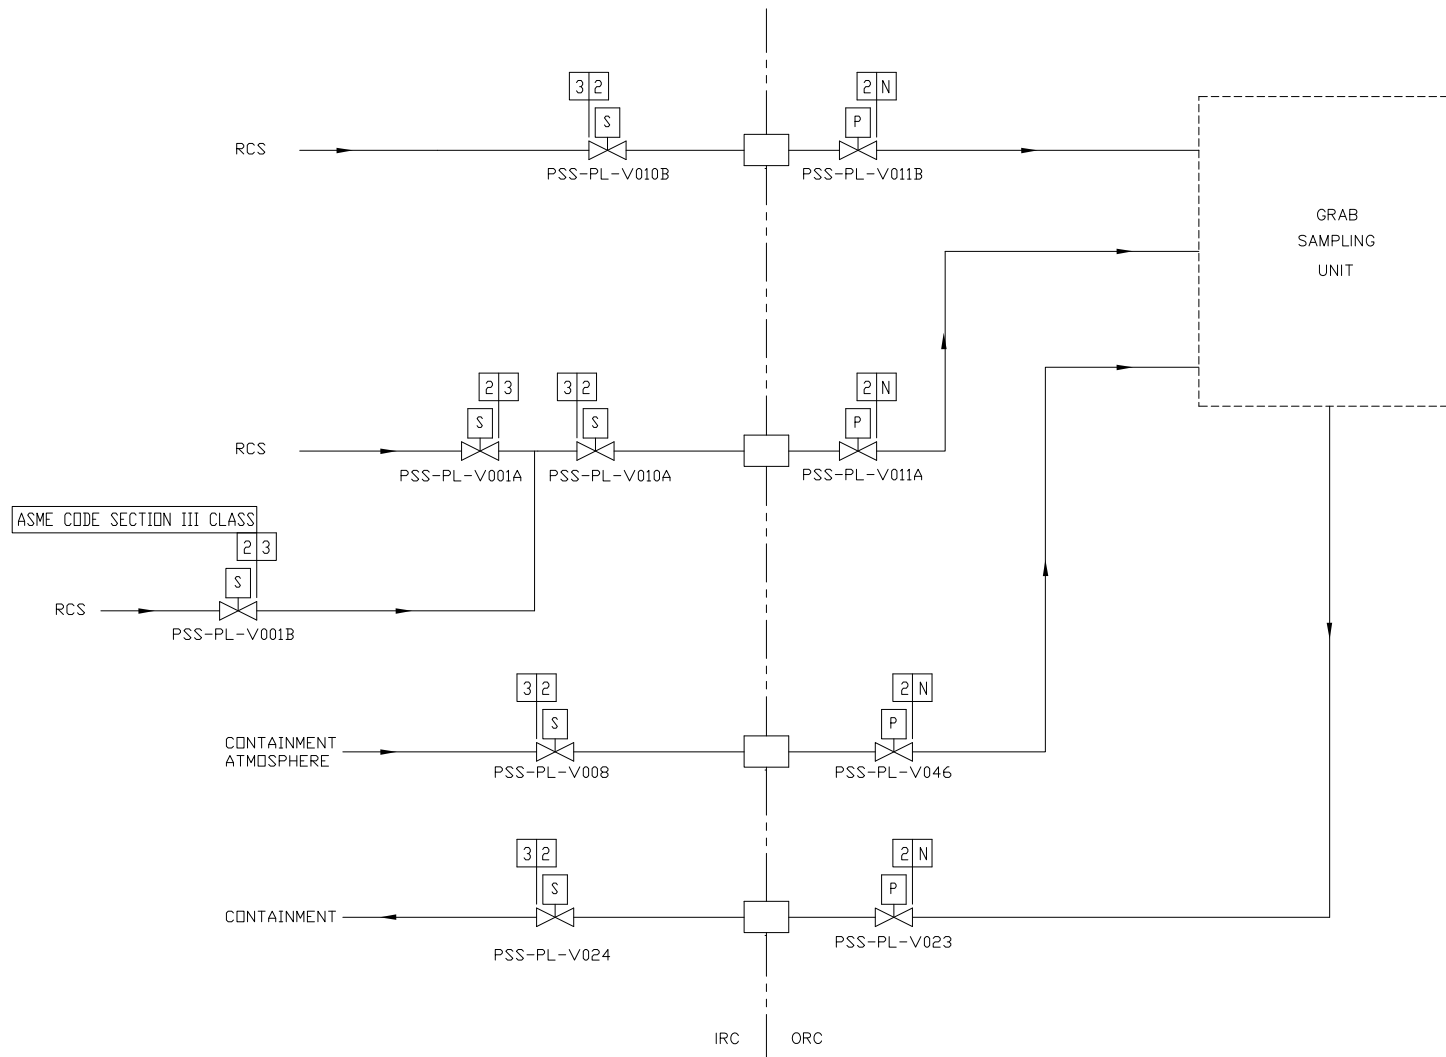 3 2
2 N
S
P
RCS
PSS-PL-V010B
PSS-PL-V011B
GRAB
SAMPLING
UNIT
2 3
3 2
2 N
S
S
P
RCS
PSS-PL-V001A
PSS-PL-V010A
PSS-PL-V011A
ASME CODE SECTION III CLASS
2 3
S
RCS
PSS-PL-V001B
3 2
2 N
S
P
CONTAINMENT
ATMOSPHERE
PSS-PL-V008
PSS-PL-V046
3 2
2 N
S
P
CONTAINMENT
PSS-PL-V024
PSS-PL-V023
IRC
ORC